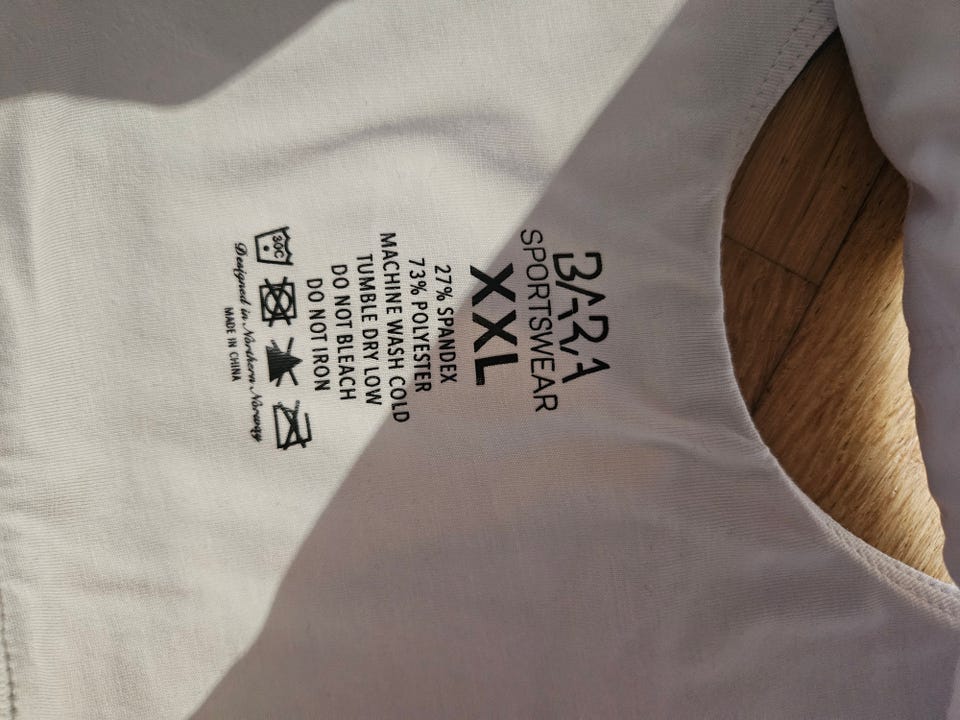 BARA
SPORTSWEAR
XXL
27% SPANDEX
73% POLYESTER
MACHINE WASH COLD
TUMBLE DRY LOW
DO NOT BLEACH
DO NOT IRON
30C
Designed in Northern Norway
MADE IN CHINA